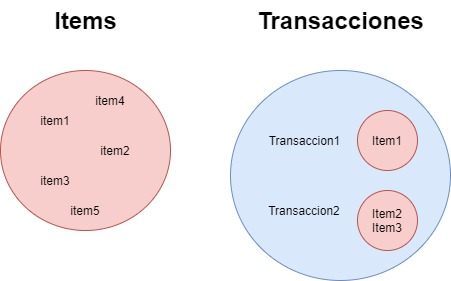 Items
Transacciones
item4
item1
item2
item3
item5
Transaccion1
Item1
Transaccion2
Item2
Item3